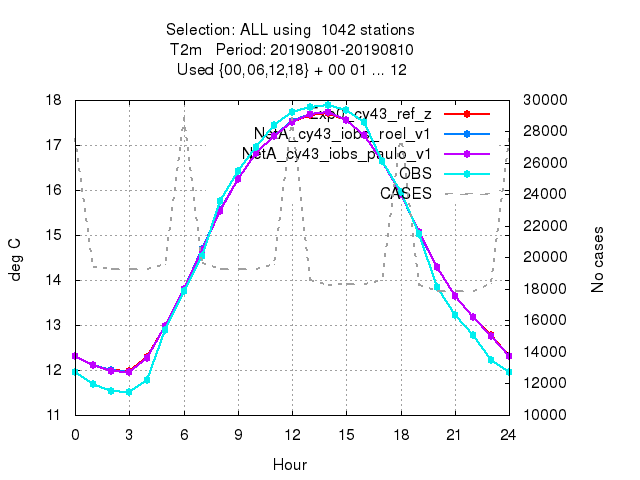 Selection: ALL using 1042 stations
T2m Period: 20190801-20190810
Used {00,06,12,18} + 00 01 ... 12
18 30000
Exp0_cy43_ref_z
NetA_cy43_iobs_roel_v1
NetA_cy43_iobs_paulo_v1
OBS
CASES
17 28000
16 26000
15 24000
14 22000
13 20000
12 18000
11 16000
14000
12000
10000
deg C
No cases
0 3 6 9 12 15 18 21 24
Hour